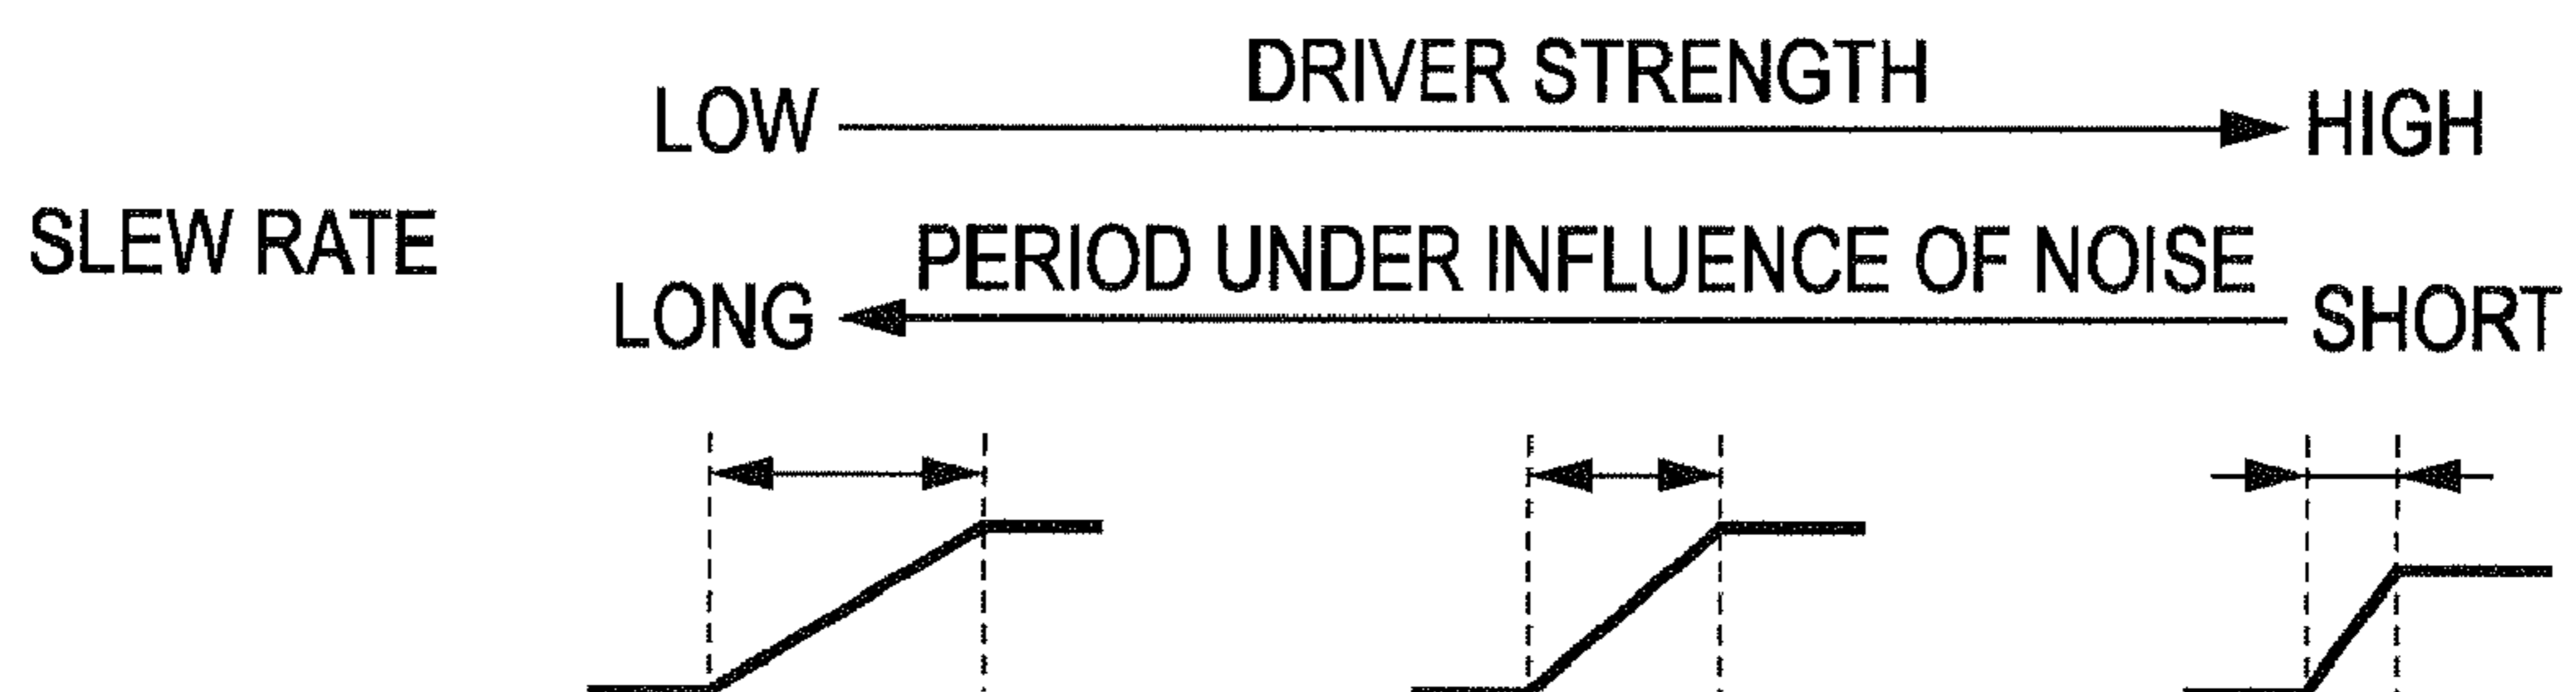 DRIVER STRENGTH
LOW HIGH
SLEW RATE
PERIOD UNDER INFLUENCE OF NOISE
LONG SHORT